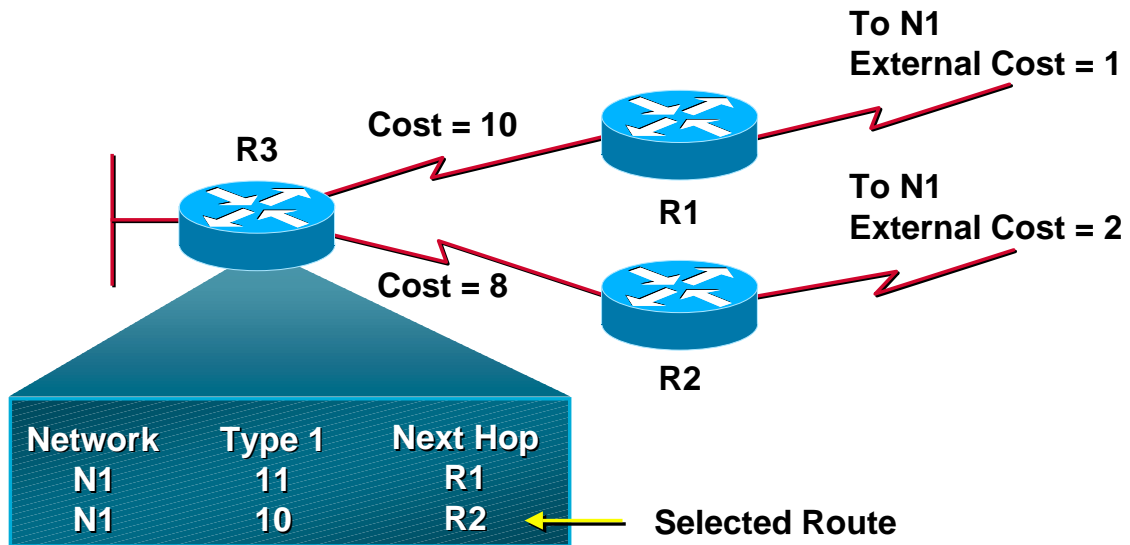 To N1
External Cost = 1
Cost = 10
R3
R1
To N1
External Cost = 2
Cost = 8
R2
Network Type 1 Next Hop
N1 11 R1
N1 10 R2
Selected Route